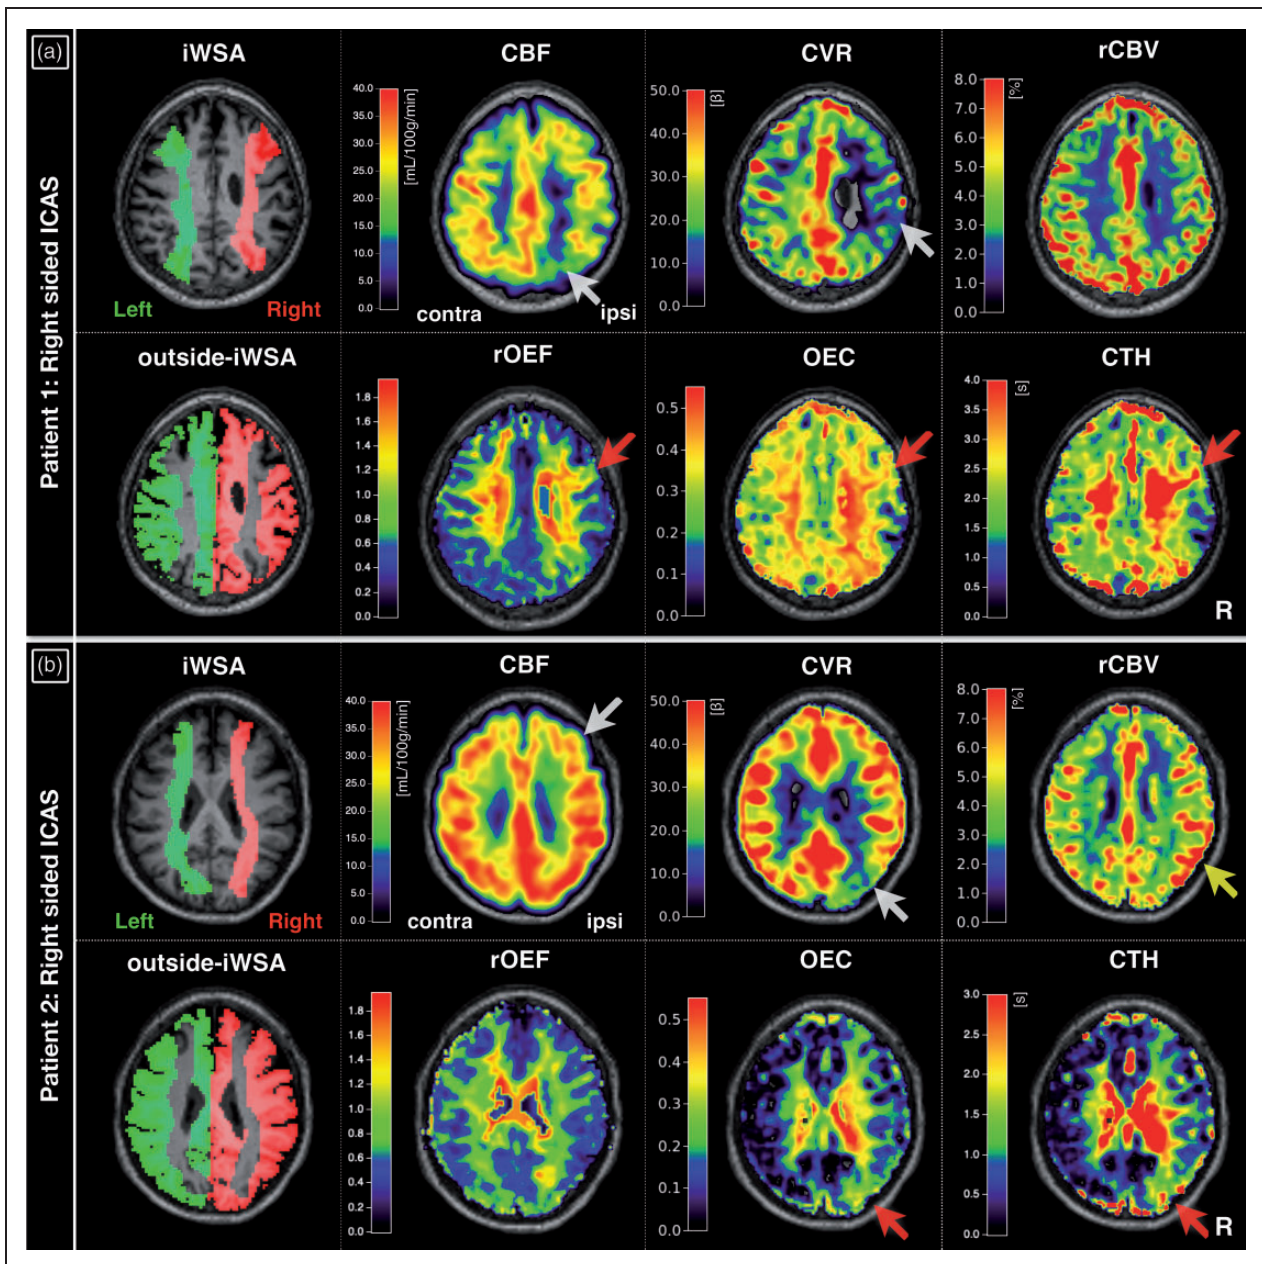 (a)
Patient 1: Right sided ICAS
iWSA
CBF
CVR
rCBV
Left
Right
40.0
35.0
30.0
25.0
20.0
15.0
10.0
5.0
0.0
[mL/100g/min]
contra
ipsi
50.0
40.0
30.0
20.0
10.0
0.0
[β]
8.0
7.0
6.0
5.0
4.0
3.0
2.0
1.0
0.0
[%]
outside-iWSA
rOEF
OEC
CTH
1.8
1.6
1.4
1.2
1.0
0.8
0.6
0.4
0.2
0.0
0.5
0.4
0.3
0.2
0.1
0.0
4.0
3.5
3.0
2.5
2.0
1.5
1.0
0.5
0.0
[s]
R
(b)
Patient 2: Right sided ICAS
iWSA
CBF
CVR
rCBV
Left
Right
40.0
35.0
30.0
25.0
20.0
15.0
10.0
5.0
0.0
[mL/100g/min]
contra
ipsi
50.0
40.0
30.0
20.0
10.0
0.0
[β]
8.0
7.0
6.0
5.0
4.0
3.0
2.0
1.0
0.0
[%]
outside-iWSA
rOEF
OEC
CTH
1.8
1.6
1.4
1.2
1.0
0.8
0.6
0.4
0.2
0.0
0.5
0.4
0.3
0.2
0.1
0.0
3.0
2.5
2.0
1.5
1.0
0.5
0.0
[s]
R